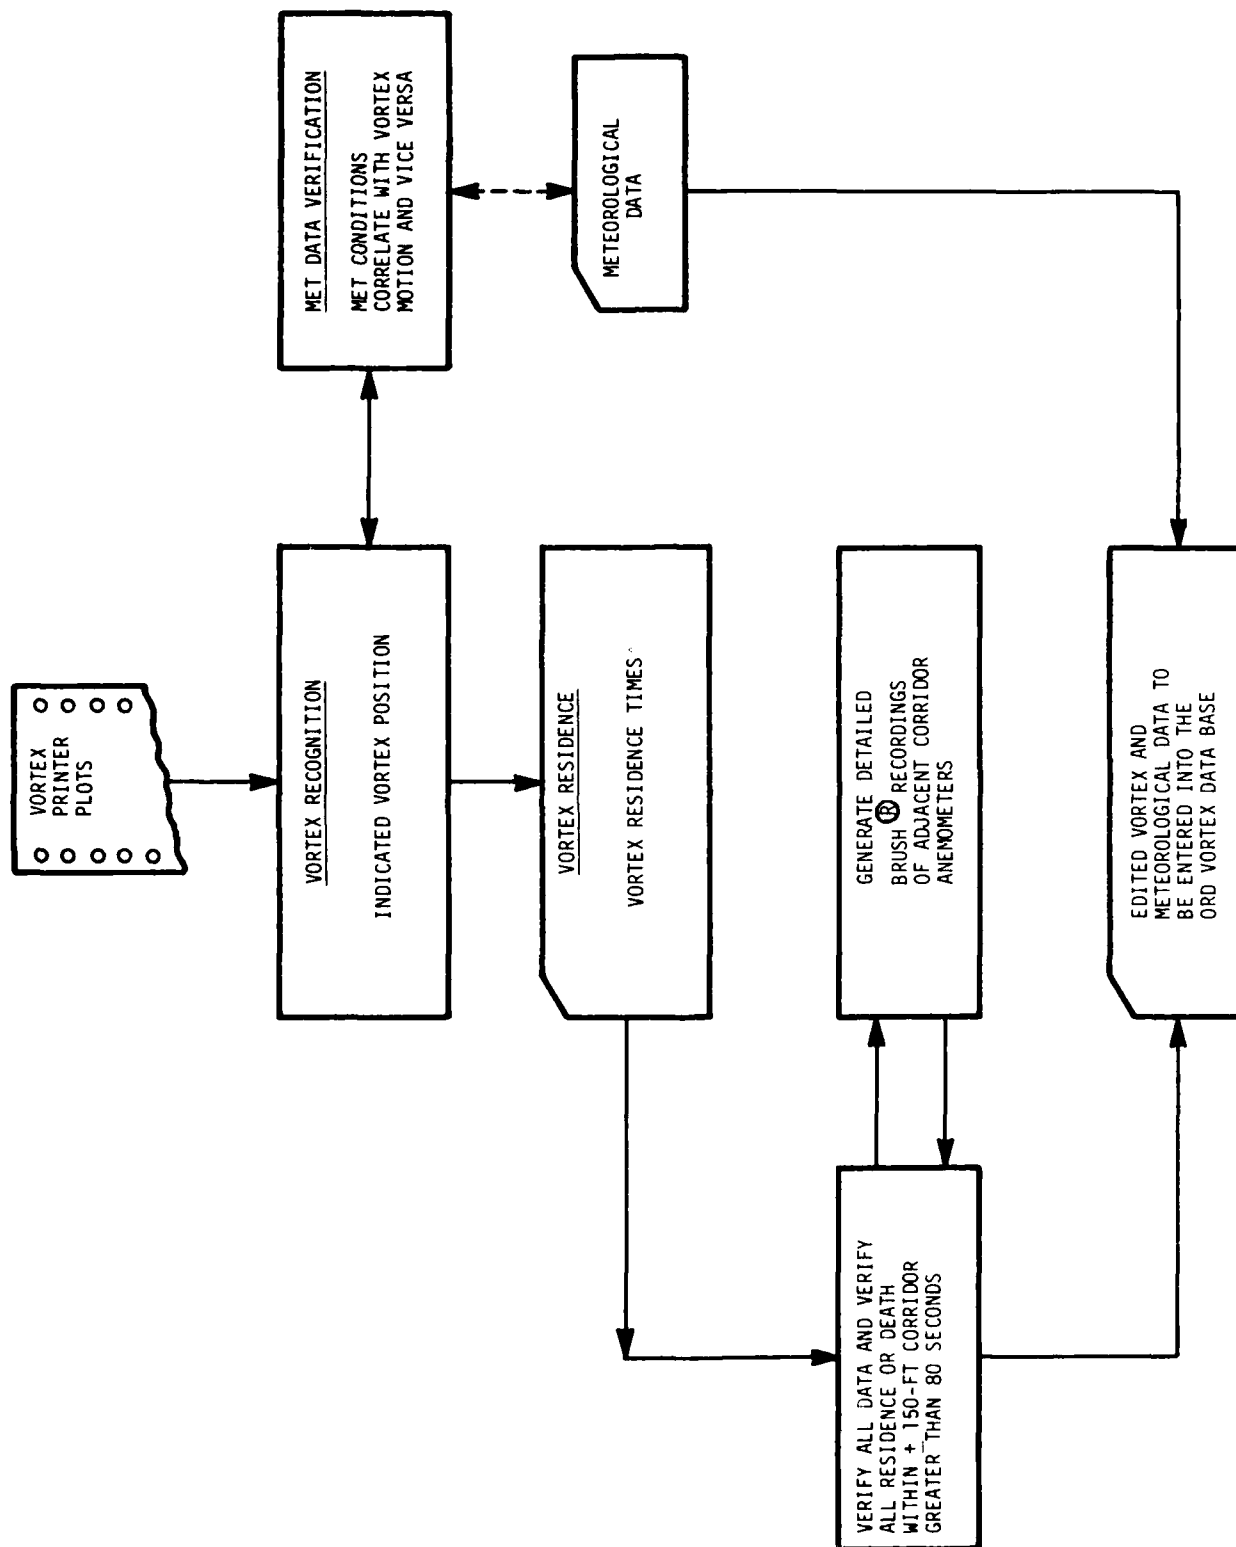 VORTEX
PRINTER
PLOTS
VORTEX RECOGNITION
INDICATED VORTEX POSITION
MET DATA VERIFICATION
MET CONDITIONS
CORRELATE WITH VORTEX
MOTION AND VICE VERSA
VORTEX RESIDENCE
VORTEX RESIDENCE TIMES
METEOROLOGICAL
DATA
VERIFY ALL DATA AND VERIFY
ALL RESIDENCE OR DEATH
WITHIN + 150-FT CORRIDOR
GREATER THAN 80 SECONDS
GENERATE DETAILED
BRUSH ® RECORDINGS
OF ADJACENT CORRIDOR
ANEMOMETERS
EDITED VORTEX AND
METEOROLOGICAL DATA TO
BE ENTERED INTO THE
ORD VORTEX DATA BASE